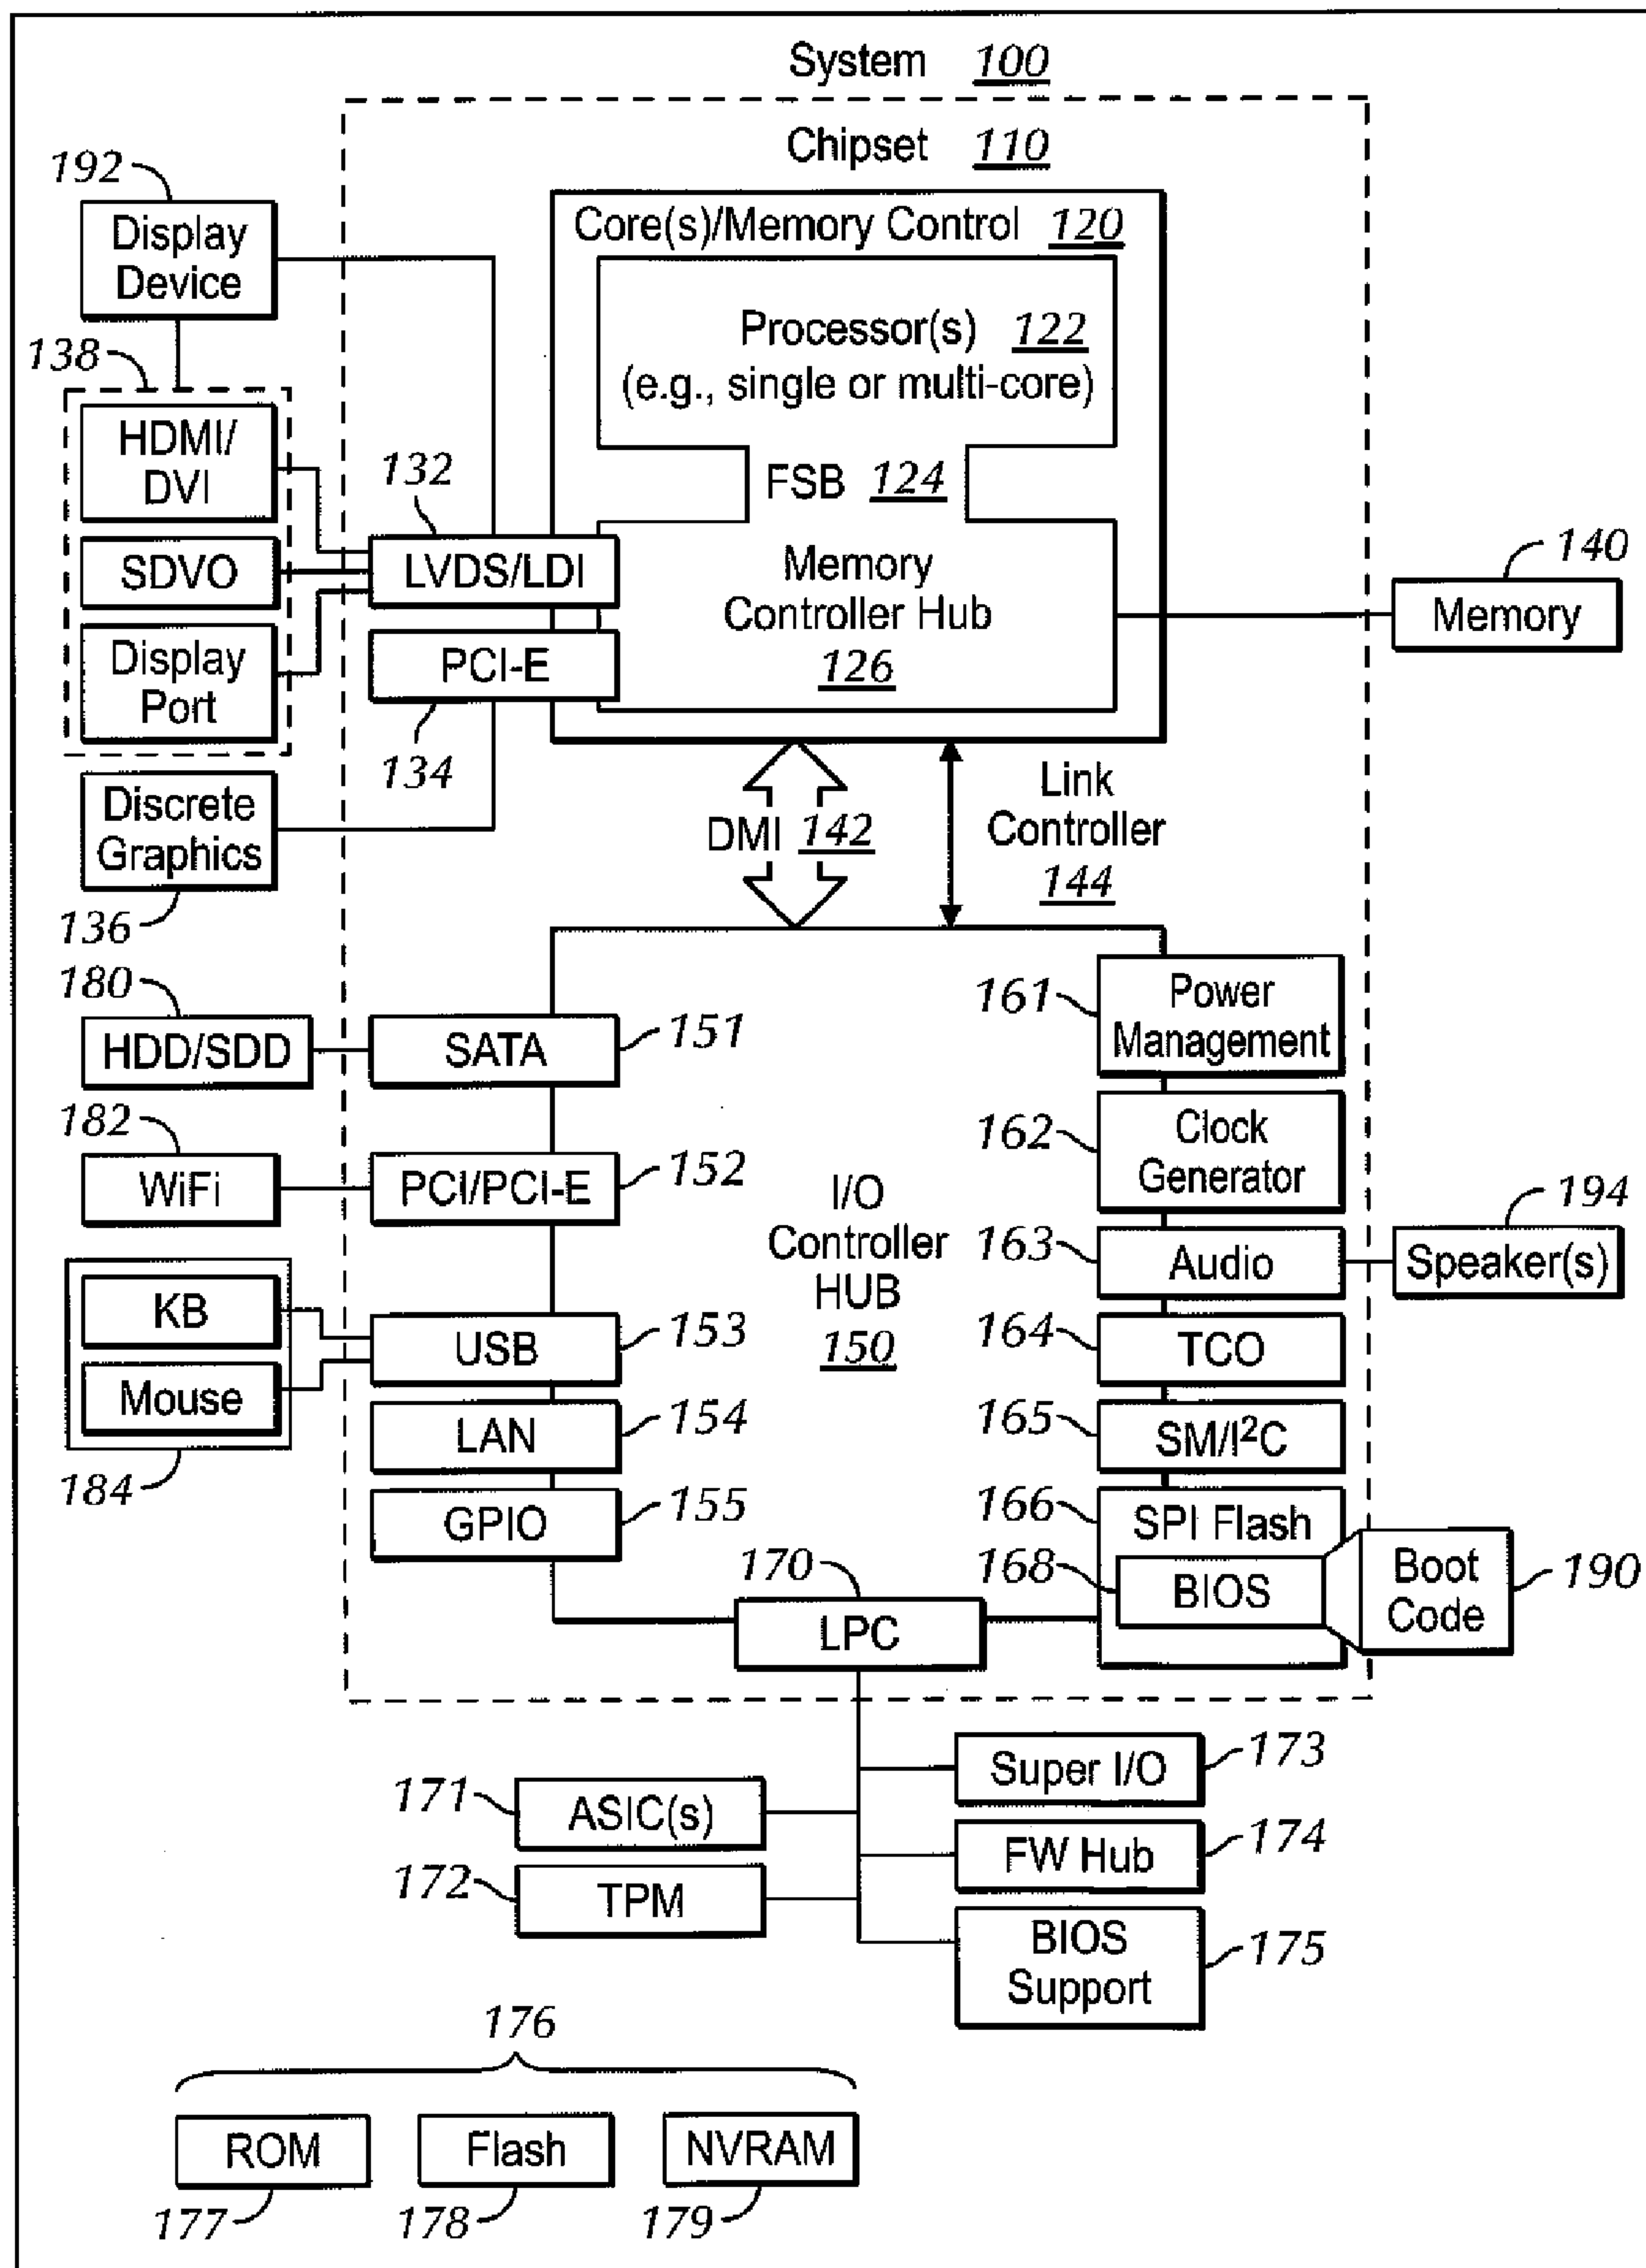 System 100
Chipset 110
192
Display
Device
Core(s)/Memory Control 120
Processor(s) 122
(e.g., single or multi-core)
138
HDMI/
DVI
SDVO
Display
Port
132
LVDS/LDI
PCI-E
134
FSB 124
Memory
Controller Hub
126
140
Memory
Discrete
Graphics
136
DMI 142
Link
Controller
144
180
HDD/SDD
SATA
151
182
WiFi
PCI/PCI-E
152
KB
Mouse
184
USB
153
LAN
154
GPIO
155
I/O
Controller
HUB
150
161
Power
Management
162
Clock
Generator
163
Audio
194
Speaker(s)
164
TCO
165
SM/I²C
166
SPI Flash
168
BIOS
Boot
Code
190
170
LPC
171
ASIC(s)
172
TPM
Super I/O
173
FW Hub
174
BIOS
Support
175
176
ROM
177
Flash
178
NVRAM
179